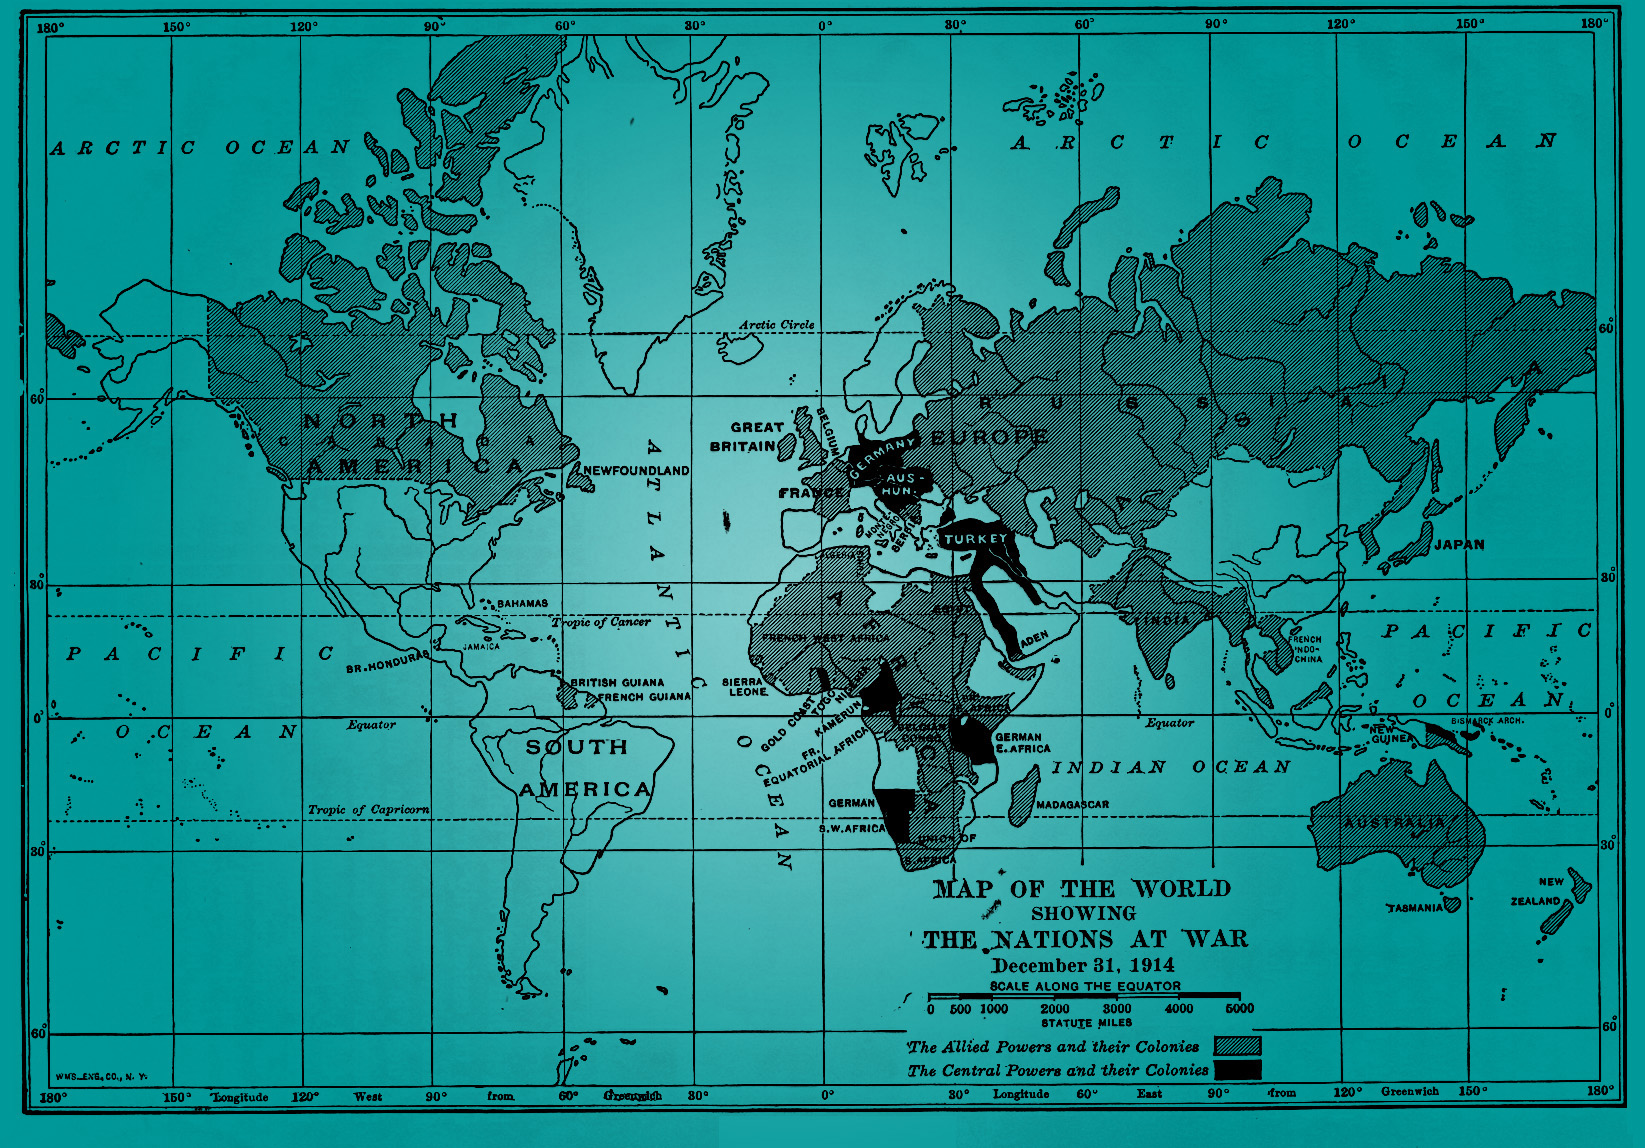 180° 150° 120° 90° 60° 30° 0° 30° 60° 90° 120° 150° 180°
ARCTIC OCEAN
ARCTIC OCEAN
Arctic Circle
60°
60°
NORTH
CANADA
AMERICA
RUSSIA
SIBERIA
EUROPE
GREAT
BRITAIN
BELGIUM
GERMANY
AUS-
HUN.
NEWFOUNDLAND
FRANCE
MONTE-
NEGRO
SERBIA
TURKEY
JAPAN
ATLANTIC
OCEAN
ALGERIA
30°
30°
BAHAMAS
Tropic of Cancer
EGYPT
AFRICA
INDIA
ADEN
FRENCH WEST AFRICA
FRENCH
INDO-
CHINA
PACIFIC
OCEAN
PACIFIC
OCEAN
JAMAICA
BR. HONDURAS
BRITISH GUIANA
FRENCH GUIANA
SIERRA
LEONE
GOLD COAST
TOGO
NIGERIA
KAMERUN
FR.
EQUATORIAL AFRICA
E. AFRICA
BELGIAN
CONGO
0°
Equator
Equator
0°
BISMARCK ARCH.
NEW
GUINEA
GERMAN
E. AFRICA
SOUTH
AMERICA
INDIAN OCEAN
Tropic of Capricorn
GERMAN
S.W. AFRICA
MADAGASCAR
UNION OF
S. AFRICA
AUSTRALIA
30°
30°
TASMANIA
NEW
ZEALAND
MAP OF THE WORLD
SHOWING
THE NATIONS AT WAR
December 31, 1914
SCALE ALONG THE EQUATOR
0 500 1000 2000 3000 4000 5000
STATUTE MILES
60°
60°
The Allied Powers and their Colonies
The Central Powers and their Colonies
WMS. ENG. CO., N. Y.
180° 150° Longitude 120° West 90° from 60° Greenwich 30° 0° 30° Longitude 60° East 90° from 120° Greenwich 150° 180°